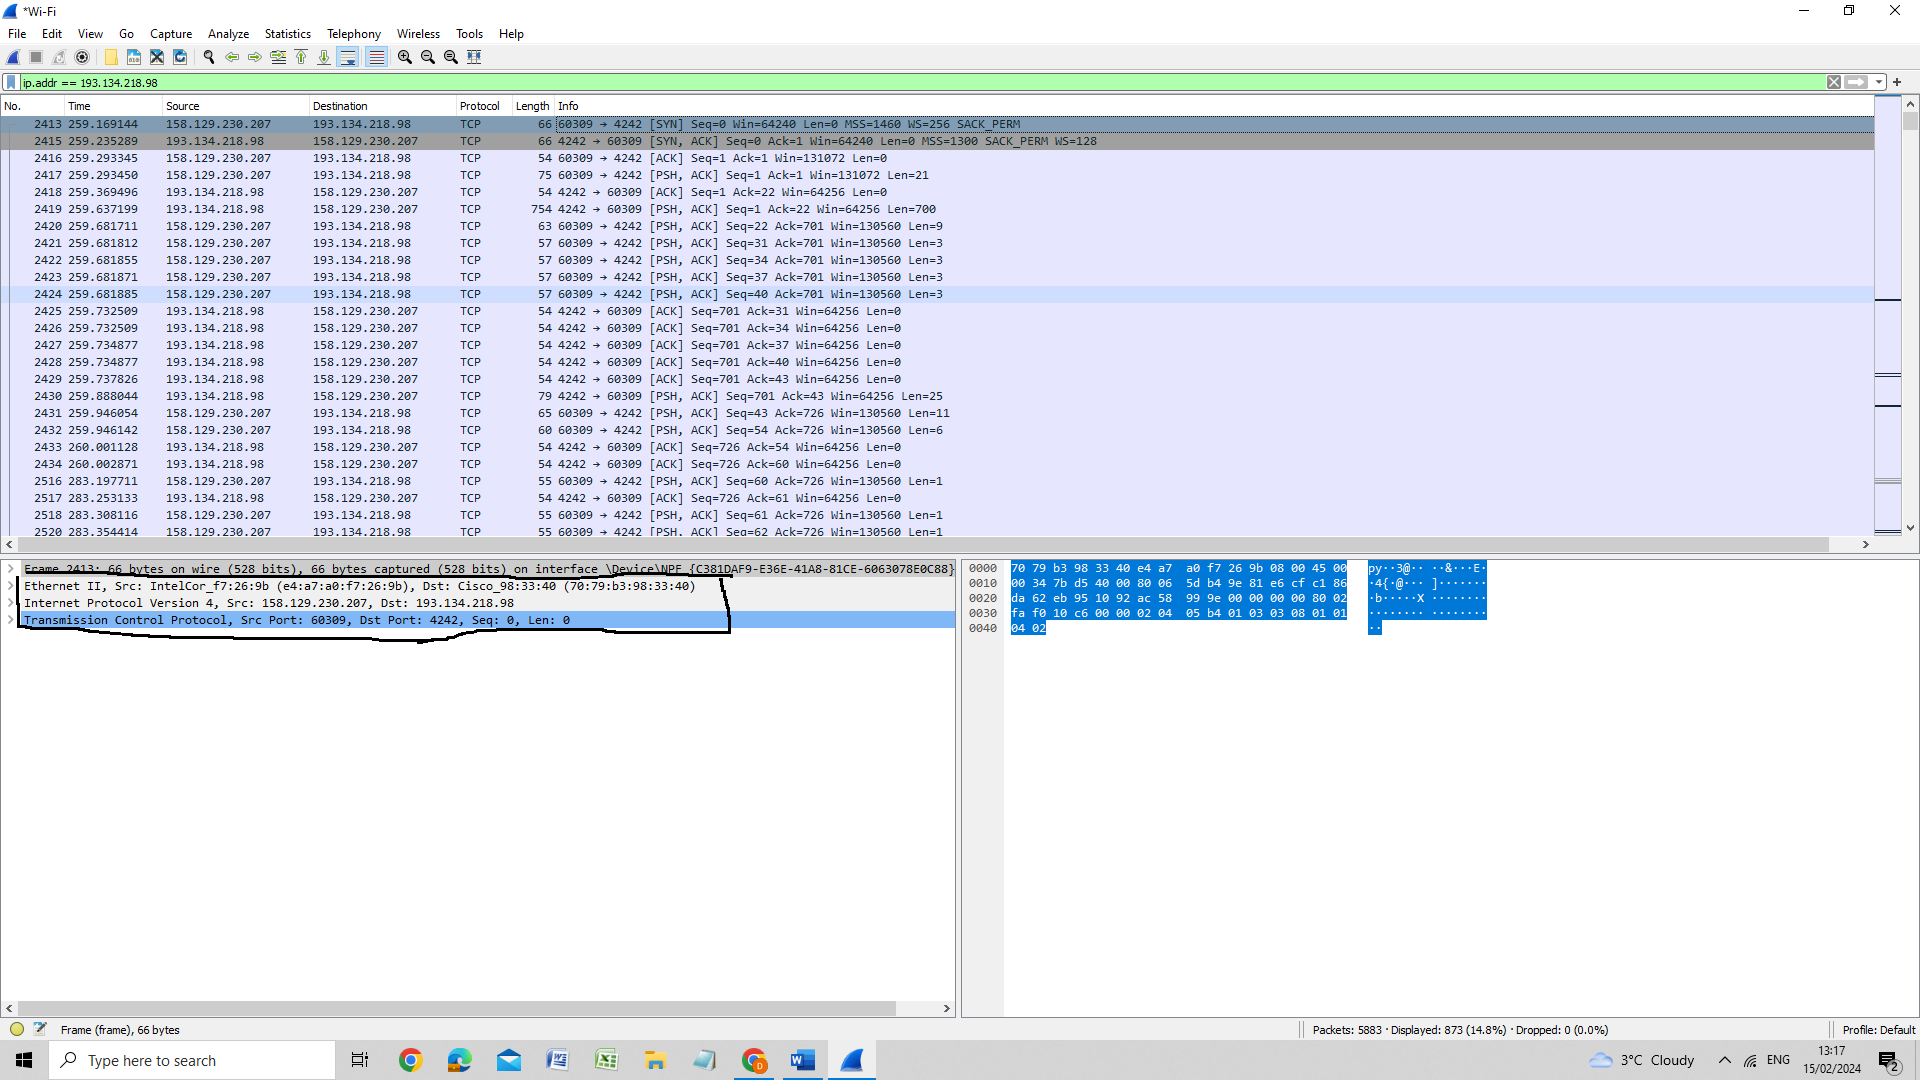 *Wi-Fi
File Edit View Go Capture Analyze Statistics Telephony Wireless Tools Help
ip.addr == 193.134.218.98
No. Time Source Destination Protocol Length Info
2413 259.169144 158.129.230.207 193.134.218.98 TCP 66 60309 → 4242 [SYN] Seq=0 Win=64240 Len=0 MSS=1460 WS=256 SACK_PERM
2415 259.235289 193.134.218.98 158.129.230.207 TCP 66 4242 → 60309 [SYN, ACK] Seq=0 Ack=1 Win=64240 Len=0 MSS=1300 SACK_PERM WS=128
2416 259.293345 158.129.230.207 193.134.218.98 TCP 54 60309 → 4242 [ACK] Seq=1 Ack=1 Win=131072 Len=0
2417 259.293450 158.129.230.207 193.134.218.98 TCP 75 60309 → 4242 [PSH, ACK] Seq=1 Ack=1 Win=131072 Len=21
2418 259.369496 193.134.218.98 158.129.230.207 TCP 54 4242 → 60309 [ACK] Seq=1 Ack=22 Win=64256 Len=0
2419 259.637199 193.134.218.98 158.129.230.207 TCP 754 4242 → 60309 [PSH, ACK] Seq=1 Ack=22 Win=64256 Len=700
2420 259.681711 158.129.230.207 193.134.218.98 TCP 63 60309 → 4242 [PSH, ACK] Seq=22 Ack=701 Win=130560 Len=9
2421 259.681812 158.129.230.207 193.134.218.98 TCP 57 60309 → 4242 [PSH, ACK] Seq=31 Ack=701 Win=130560 Len=3
2422 259.681855 158.129.230.207 193.134.218.98 TCP 57 60309 → 4242 [PSH, ACK] Seq=34 Ack=701 Win=130560 Len=3
2423 259.681871 158.129.230.207 193.134.218.98 TCP 57 60309 → 4242 [PSH, ACK] Seq=37 Ack=701 Win=130560 Len=3
2424 259.681885 158.129.230.207 193.134.218.98 TCP 57 60309 → 4242 [PSH, ACK] Seq=40 Ack=701 Win=130560 Len=3
2425 259.732509 193.134.218.98 158.129.230.207 TCP 54 4242 → 60309 [ACK] Seq=701 Ack=31 Win=64256 Len=0
2426 259.732509 193.134.218.98 158.129.230.207 TCP 54 4242 → 60309 [ACK] Seq=701 Ack=34 Win=64256 Len=0
2427 259.734877 193.134.218.98 158.129.230.207 TCP 54 4242 → 60309 [ACK] Seq=701 Ack=37 Win=64256 Len=0
2428 259.734877 193.134.218.98 158.129.230.207 TCP 54 4242 → 60309 [ACK] Seq=701 Ack=40 Win=64256 Len=0
2429 259.737826 193.134.218.98 158.129.230.207 TCP 54 4242 → 60309 [ACK] Seq=701 Ack=43 Win=64256 Len=0
2430 259.888044 193.134.218.98 158.129.230.207 TCP 79 4242 → 60309 [PSH, ACK] Seq=701 Ack=43 Win=64256 Len=25
2431 259.946054 158.129.230.207 193.134.218.98 TCP 65 60309 → 4242 [PSH, ACK] Seq=43 Ack=726 Win=130560 Len=11
2432 259.946142 158.129.230.207 193.134.218.98 TCP 60 60309 → 4242 [PSH, ACK] Seq=54 Ack=726 Win=130560 Len=6
2433 260.001128 193.134.218.98 158.129.230.207 TCP 54 4242 → 60309 [ACK] Seq=726 Ack=54 Win=64256 Len=0
2434 260.002871 193.134.218.98 158.129.230.207 TCP 54 4242 → 60309 [ACK] Seq=726 Ack=60 Win=64256 Len=0
2516 283.197711 158.129.230.207 193.134.218.98 TCP 55 60309 → 4242 [PSH, ACK] Seq=60 Ack=726 Win=130560 Len=1
2517 283.253133 193.134.218.98 158.129.230.207 TCP 54 4242 → 60309 [ACK] Seq=726 Ack=61 Win=64256 Len=0
2518 283.308116 158.129.230.207 193.134.218.98 TCP 55 60309 → 4242 [PSH, ACK] Seq=61 Ack=726 Win=130560 Len=1
2520 283.354414 158.129.230.207 193.134.218.98 TCP 55 60309 → 4242 [PSH, ACK] Seq=62 Ack=726 Win=130560 Len=1
Frame 2413: 66 bytes on wire (528 bits), 66 bytes captured (528 bits) on interface \Device\NPF_{C381DAF9-E36E-41A8-81CE-6063078E0C88}
Ethernet II, Src: IntelCor_f7:26:9b (e4:a7:a0:f7:26:9b), Dst: Cisco_98:33:40 (70:79:b3:98:33:40)
Internet Protocol Version 4, Src: 158.129.230.207, Dst: 193.134.218.98
Transmission Control Protocol, Src Port: 60309, Dst Port: 4242, Seq: 0, Len: 0
0000 70 79 b3 98 33 40 e4 a7 a0 f7 26 9b 08 00 45 00 py··3@·· ··&···E·
0010 00 34 7b d5 40 00 80 06 5d b4 9e 81 e6 cf c1 86 ·4{·@··· ]·······
0020 da 62 eb 95 10 92 ac 58 99 9e 00 00 00 00 80 02 ·b·····X ········
0030 fa f0 10 c6 00 00 02 04 05 b4 01 03 03 08 01 01 ········ ········
0040 04 02 ··
Frame (frame), 66 bytes
Packets: 5883 · Displayed: 873 (14.8%) · Dropped: 0 (0.0%)
Profile: Default
Type here to search
3°C Cloudy
ENG
13:17
15/02/2024
2